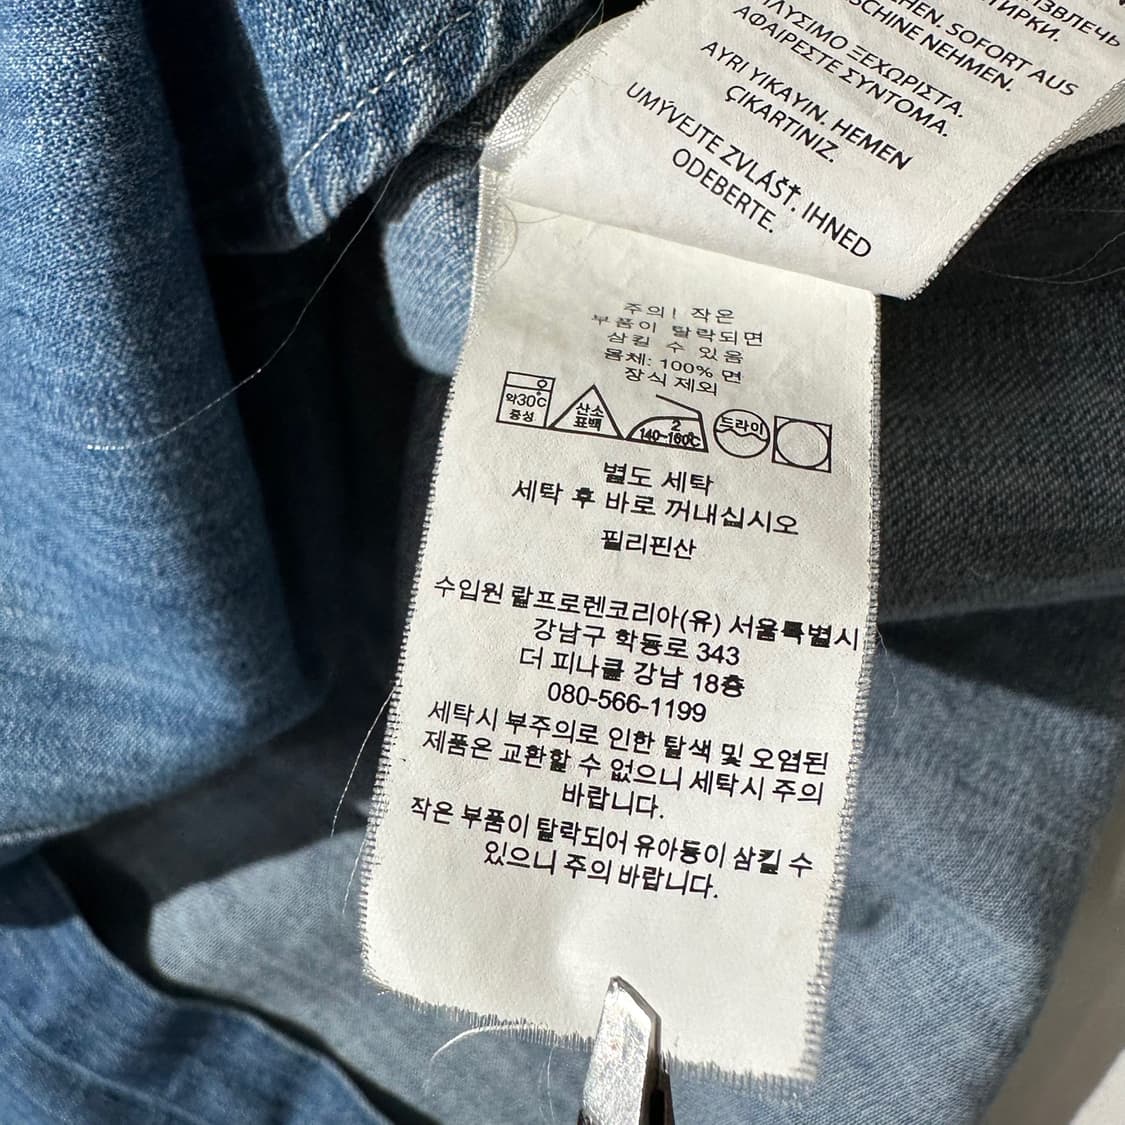 ИЗВЛЕЧЬ
СТИРКИ.
HEN. SOFORT AUS
SCHINE NEHMEN.
ΠΛΥΣΙΜΟ ΞΕΧΩΡΙΣΤΑ.
ΑΦΑΙΡΕΣΤΕ ΣΥΝΤΟΜΑ.
AYRI YIKAYIN. HEMEN
ÇIKARTINIZ.
UMÝVEJTE ZVLÁŠŤ. IHNED
ODEBERTE.
주의! 작은
부품이 탈락되면
삼킬 수 있음
몸체: 100% 면
장식 제외
약30°C
중성
산소
표백
2
140~160°C
드라이
별도 세탁
세탁 후 바로 꺼내십시오
필리핀산
수입원 랄프로렌코리아(유) 서울특별시
강남구 학동로 343
더 피나클 강남 18층
080-566-1199
세탁시 부주의로 인한 탈색 및 오염된
제품은 교환할 수 없으니 세탁시 주의
바랍니다.
작은 부품이 탈락되어 유아동이 삼킬 수
있으니 주의 바랍니다.